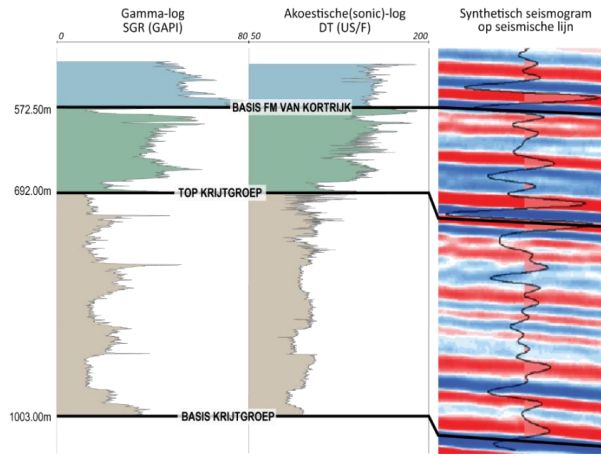 Gamma-log
SGR (GAPI)
Akoestische(sonic)-log
DT (US/F)
Synthetisch seismogram
op seismische lijn
0
80
50
200
572.50m
BASIS FM VAN KORTRIJK
692.00m
TOP KRIJTGROEP
1003.00m
BASIS KRIJTGROEP